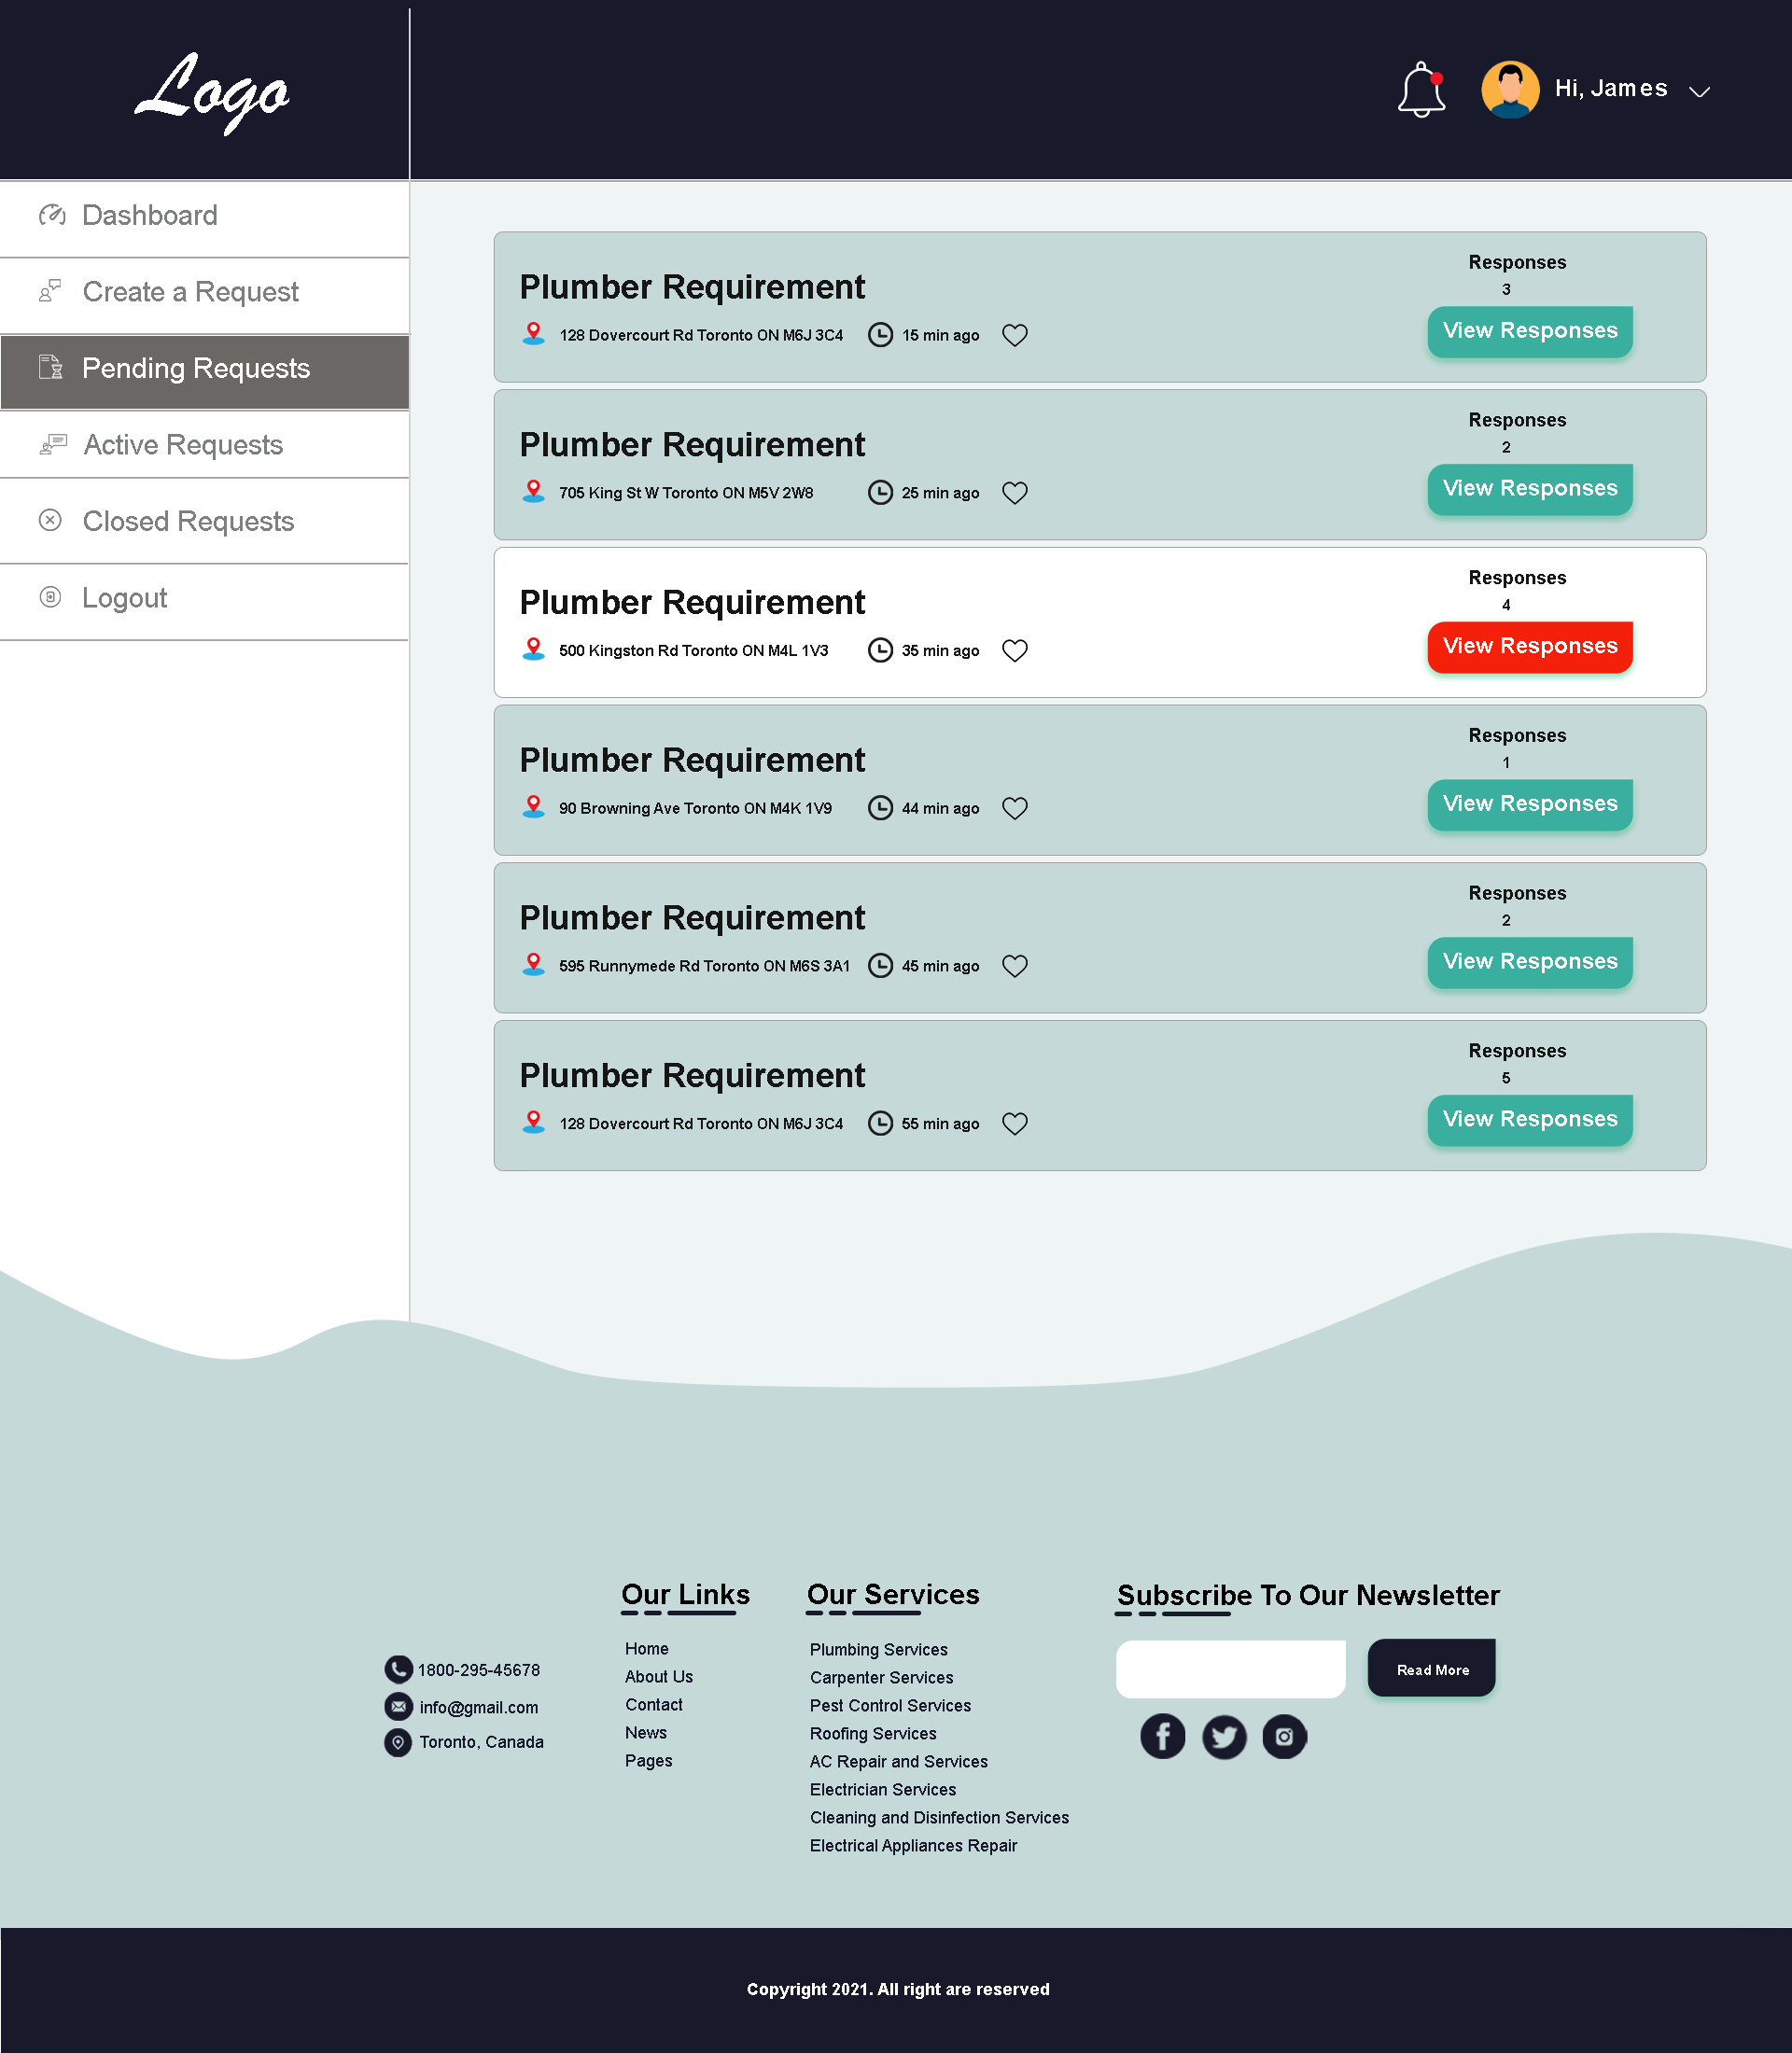 Logo
Hi, James
Dashboard
Create a Request
Pending Requests
Active Requests
Closed Requests
Logout
Plumber Requirement
128 Dovercourt Rd Toronto ON M6J 3C4
15 min ago
Responses
3
View Responses
Plumber Requirement
705 King St W Toronto ON M5V 2W8
25 min ago
Responses
2
View Responses
Plumber Requirement
500 Kingston Rd Toronto ON M4L 1V3
35 min ago
Responses
4
View Responses
Plumber Requirement
90 Browning Ave Toronto ON M4K 1V9
44 min ago
Responses
1
View Responses
Plumber Requirement
595 Runnymede Rd Toronto ON M6S 3A1
45 min ago
Responses
2
View Responses
Plumber Requirement
128 Dovercourt Rd Toronto ON M6J 3C4
55 min ago
Responses
5
View Responses
1800-295-45678
info@gmail.com
Toronto, Canada
Our Links
Home
About Us
Contact
News
Pages
Our Services
Plumbing Services
Carpenter Services
Pest Control Services
Roofing Services
AC Repair and Services
Electrician Services
Cleaning and Disinfection Services
Electrical Appliances Repair
Subscribe To Our Newsletter
Read More
Copyright 2021. All right are reserved